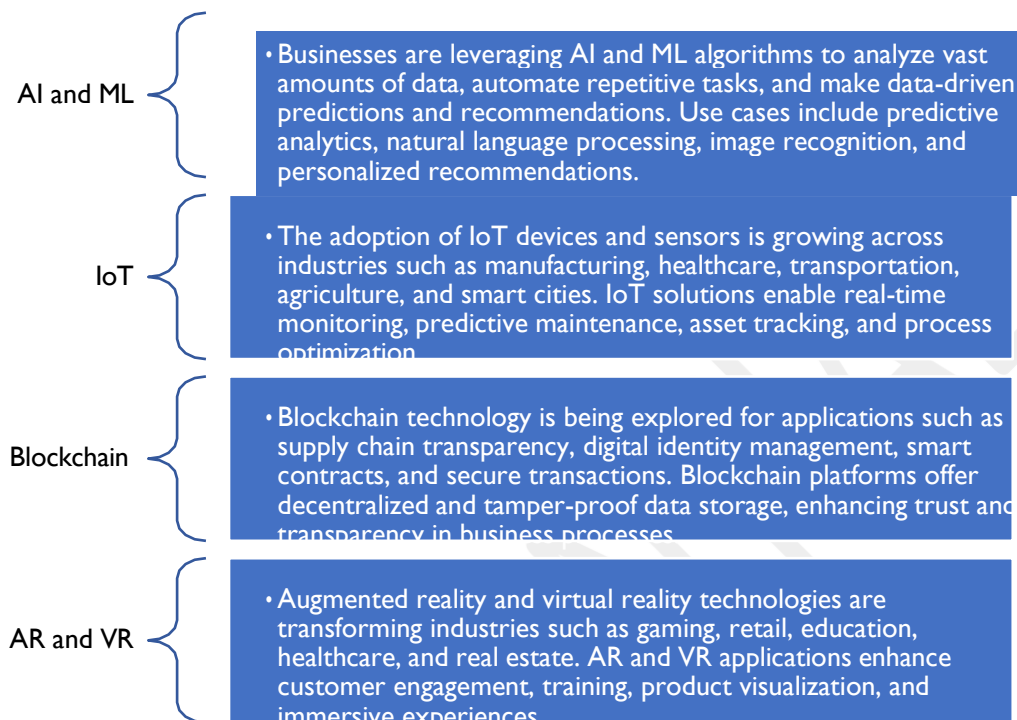 AI and ML
• Businesses are leveraging AI and ML algorithms to analyze vast
amounts of data, automate repetitive tasks, and make data-driven
predictions and recommendations. Use cases include predictive
analytics, natural language processing, image recognition, and
personalized recommendations.
IoT
• The adoption of IoT devices and sensors is growing across
industries such as manufacturing, healthcare, transportation,
agriculture, and smart cities. IoT solutions enable real-time
monitoring, predictive maintenance, asset tracking, and process
optimization
Blockchain
• Blockchain technology is being explored for applications such as
supply chain transparency, digital identity management, smart
contracts, and secure transactions. Blockchain platforms offer
decentralized and tamper-proof data storage, enhancing trust and
transparency in business processes
AR and VR
• Augmented reality and virtual reality technologies are
transforming industries such as gaming, retail, education,
healthcare, and real estate. AR and VR applications enhance
customer engagement, training, product visualization, and
immersive experiences